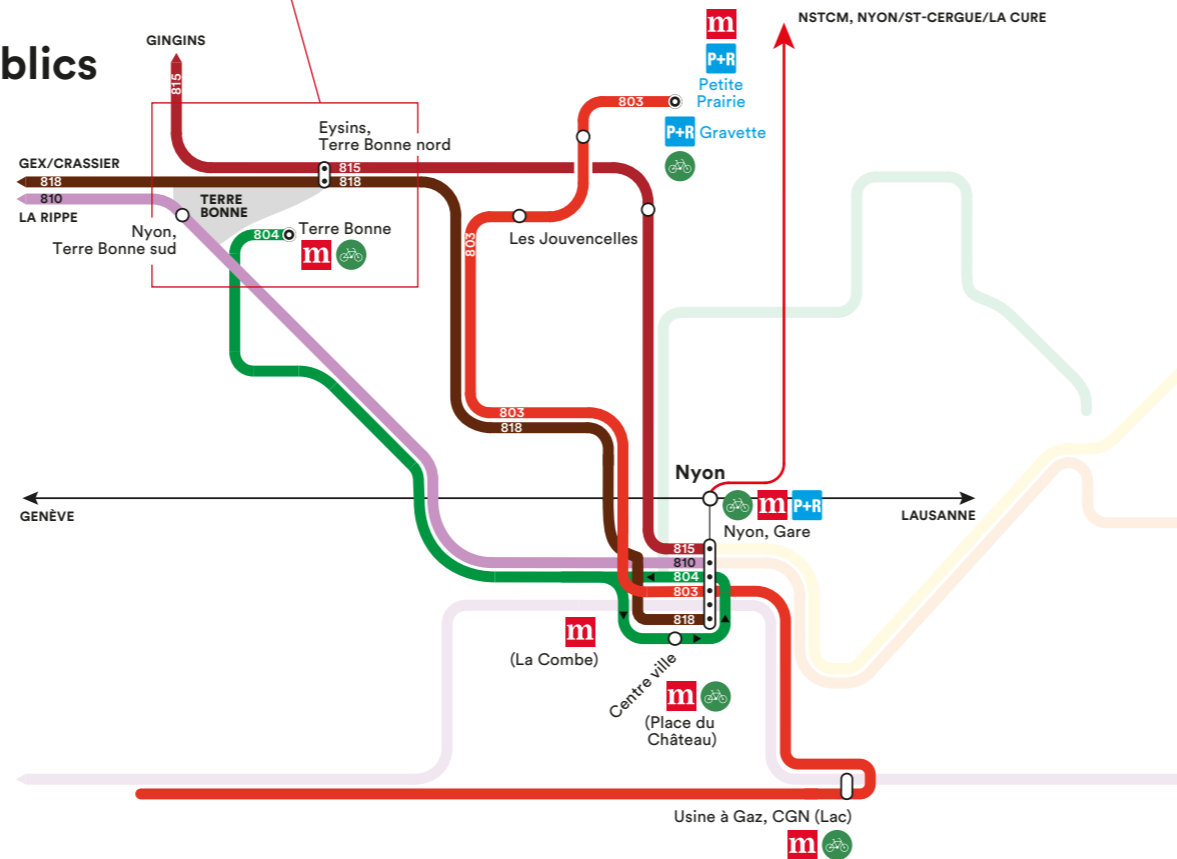 blics
NSTCM, NYON/ST-CERGUE/LA CURE
m
P+R
Petite
Prairie
P+R Gravette
GINGINS
815
803
Eysins,
Terre Bonne nord
GEX/CRASSIER
815
818
818
810
LA RIPPE
TERRE
BONNE
Nyon,
Terre Bonne sud
804
Terre Bonne
m
803
Les Jouvencelles
803
818
Nyon
GENÈVE
LAUSANNE
m P+R
Nyon, Gare
815
810
804
803
818
m
(La Combe)
Centre ville
m
(Place du
Château)
Usine à Gaz, CGN (Lac)
m